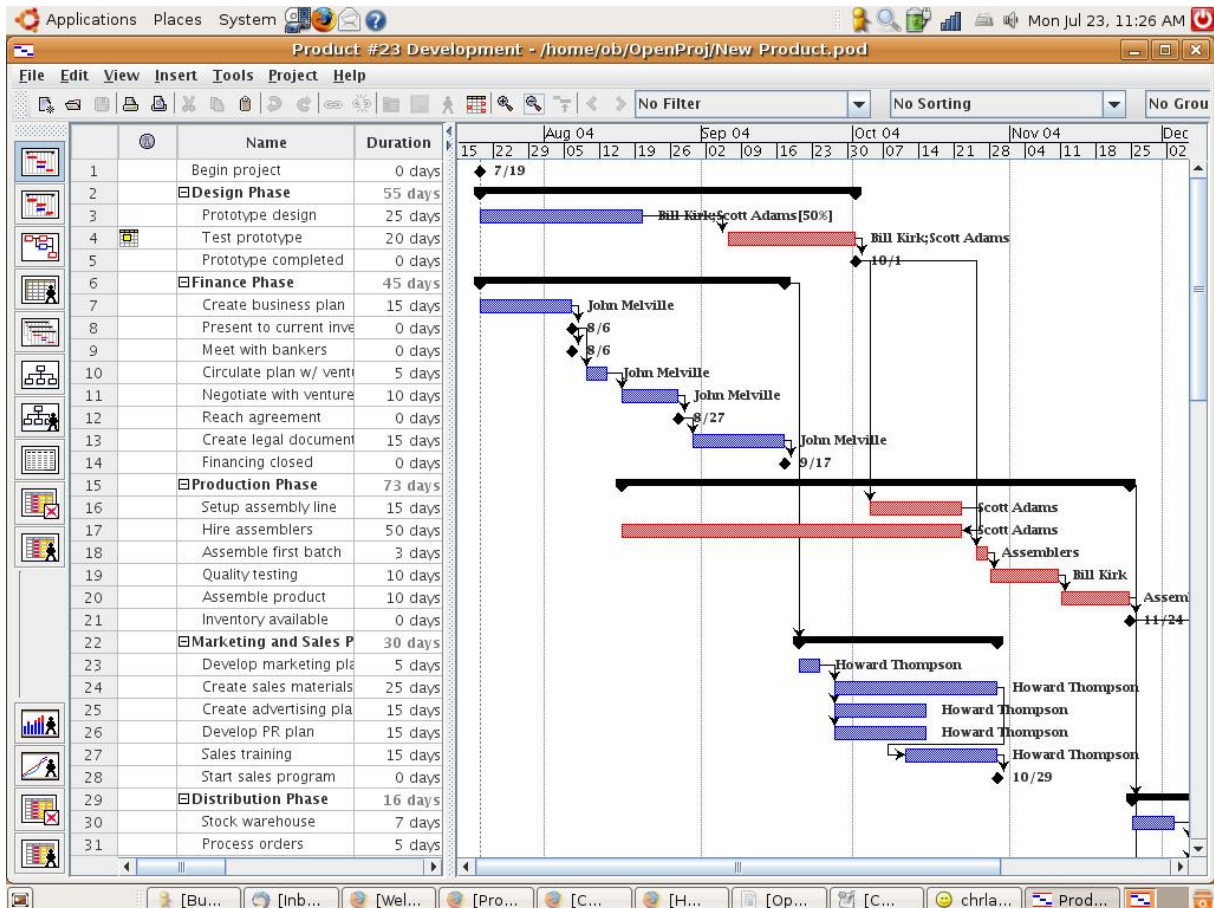 Applications Places System Mon Jul 23, 11:26 AM
Product #23 Development - /home/ob/OpenProj/New Product.pod
File Edit View Insert Tools Project Help
No Filter No Sorting No Grou
Name Duration
Aug 04 Sep 04 Oct 04 Nov 04 Dec
15 22 29 05 12 19 26 02 09 16 23 30 07 14 21 28 04 11 18 25 02
1 Begin project 0 days 7/19
2 Design Phase 55 days
3 Prototype design 25 days Bill Kirk;Scott Adams[50%]
4 Test prototype 20 days Bill Kirk;Scott Adams
5 Prototype completed 0 days 10/1
6 Finance Phase 45 days
7 Create business plan 15 days John Melville
8 Present to current inve 0 days 8/6
9 Meet with bankers 0 days 8/6
10 Circulate plan w/ ventu 5 days John Melville
11 Negotiate with venture 10 days John Melville
12 Reach agreement 0 days 8/27
13 Create legal document 15 days John Melville
14 Financing closed 0 days 9/17
15 Production Phase 73 days
16 Setup assembly line 15 days Scott Adams
17 Hire assemblers 50 days Scott Adams
18 Assemble first batch 3 days Assemblers
19 Quality testing 10 days Bill Kirk
20 Assemble product 10 days Assem
21 Inventory available 0 days 11/24
22 Marketing and Sales P 30 days
23 Develop marketing pla 5 days Howard Thompson
24 Create sales materials 25 days Howard Thompson
25 Create advertising pla 15 days Howard Thompson
26 Develop PR plan 15 days Howard Thompson
27 Sales training 15 days Howard Thompson
28 Start sales program 0 days 10/29
29 Distribution Phase 16 days
30 Stock warehouse 7 days
31 Process orders 5 days
[Bu... [Inb... [Wel... [Pro... [C... [H... [Op... [C... chrla... Prod...